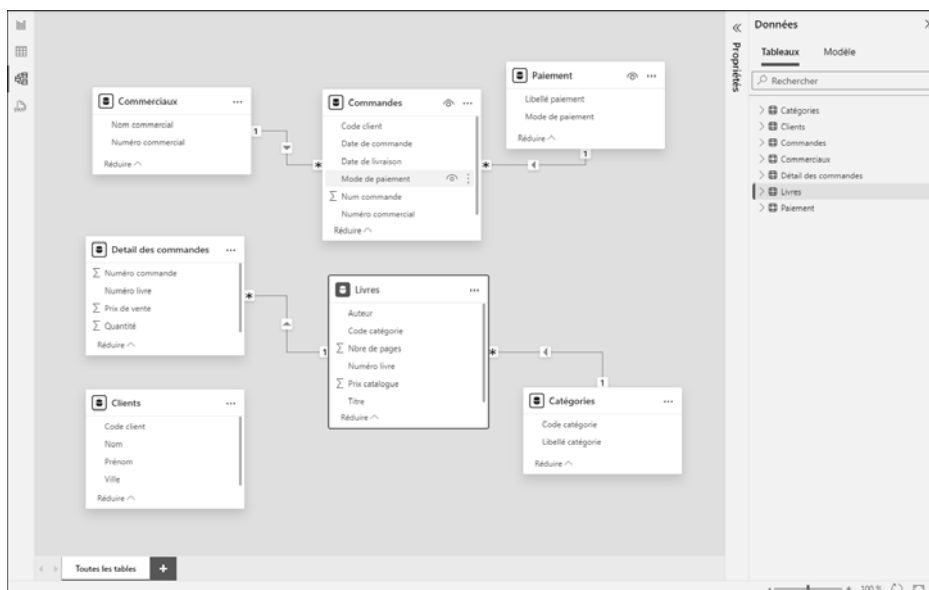 Données
Propriétés
Tableaux Modèle
Rechercher
Catégories
Clients
Commandes
Commerciaux
Détail des commandes
Livres
Paiement
Commerciaux
Nom commercial
Numéro commercial
Réduire
1
*
Commandes
Code client
Date de commande
Date de livraison
Mode de paiement
Σ Num commande
Numéro commercial
Réduire
*
Paiement
Libellé paiement
Mode de paiement
Réduire
1
Detail des commandes
Σ Numéro commande
Numéro livre
Σ Prix de vente
Σ Quantité
Réduire
*
1
Livres
Auteur
Code catégorie
Σ Nbre de pages
Numéro livre
Σ Prix catalogue
Titre
Réduire
*
1
Clients
Code client
Nom
Prénom
Ville
Réduire
Catégories
Code catégorie
Libellé catégorie
Réduire
Toutes les tables +
- + 100 %